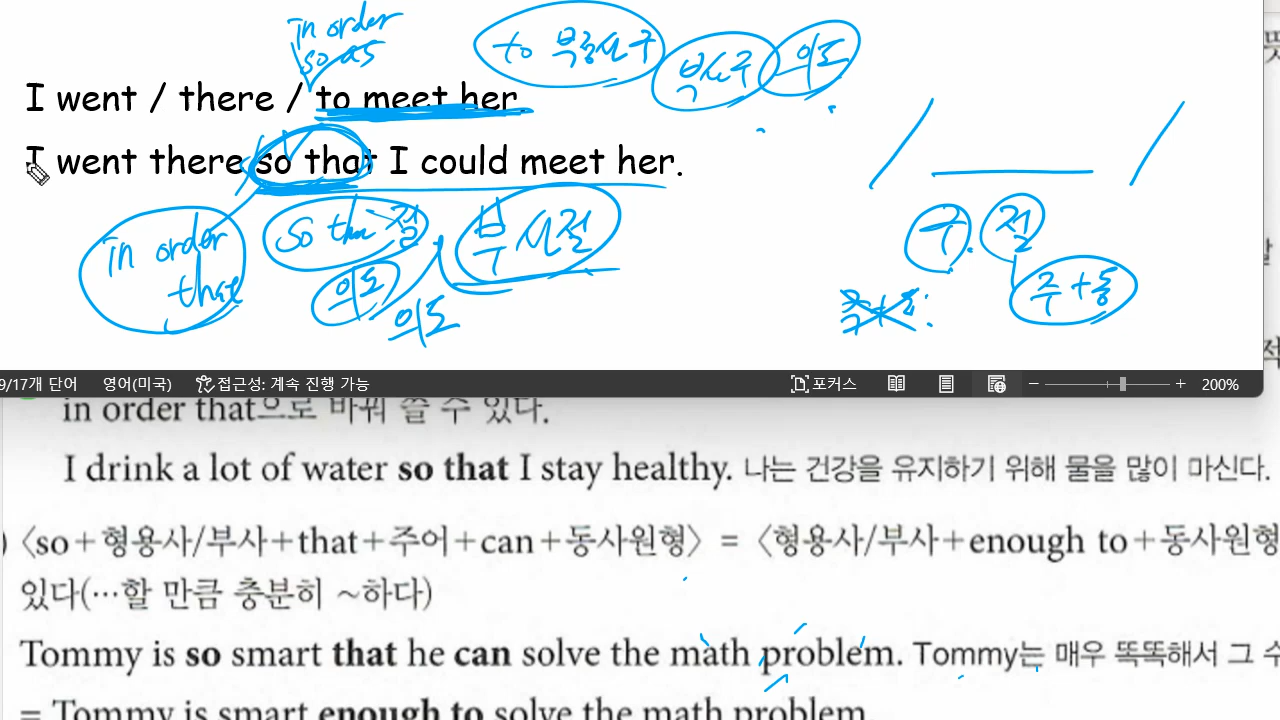 in order
so as
to 부정사구
부사구 의도
I went / there / to meet her.
I went there so that I could meet her.
in order
that
so that 절
부사절
의도
의도
구. 절
주+동
주+동:
9/17개 단어 영어(미국) 접근성: 계속 진행 가능 포커스 200%
in order that으로 바꿔 쓸 수 있다.
I drink a lot of water so that I stay healthy. 나는 건강을 유지하기 위해 물을 많이 마신다.
) 〈so+형용사/부사+that+주어+can+동사원형〉 = 〈형용사/부사+enough to+동사원형
있다(…할 만큼 충분히 ~하다)
Tommy is so smart that he can solve the math problem. Tommy는 매우 똑똑해서 그 수
= Tommy is smart enough to solve the math problem.